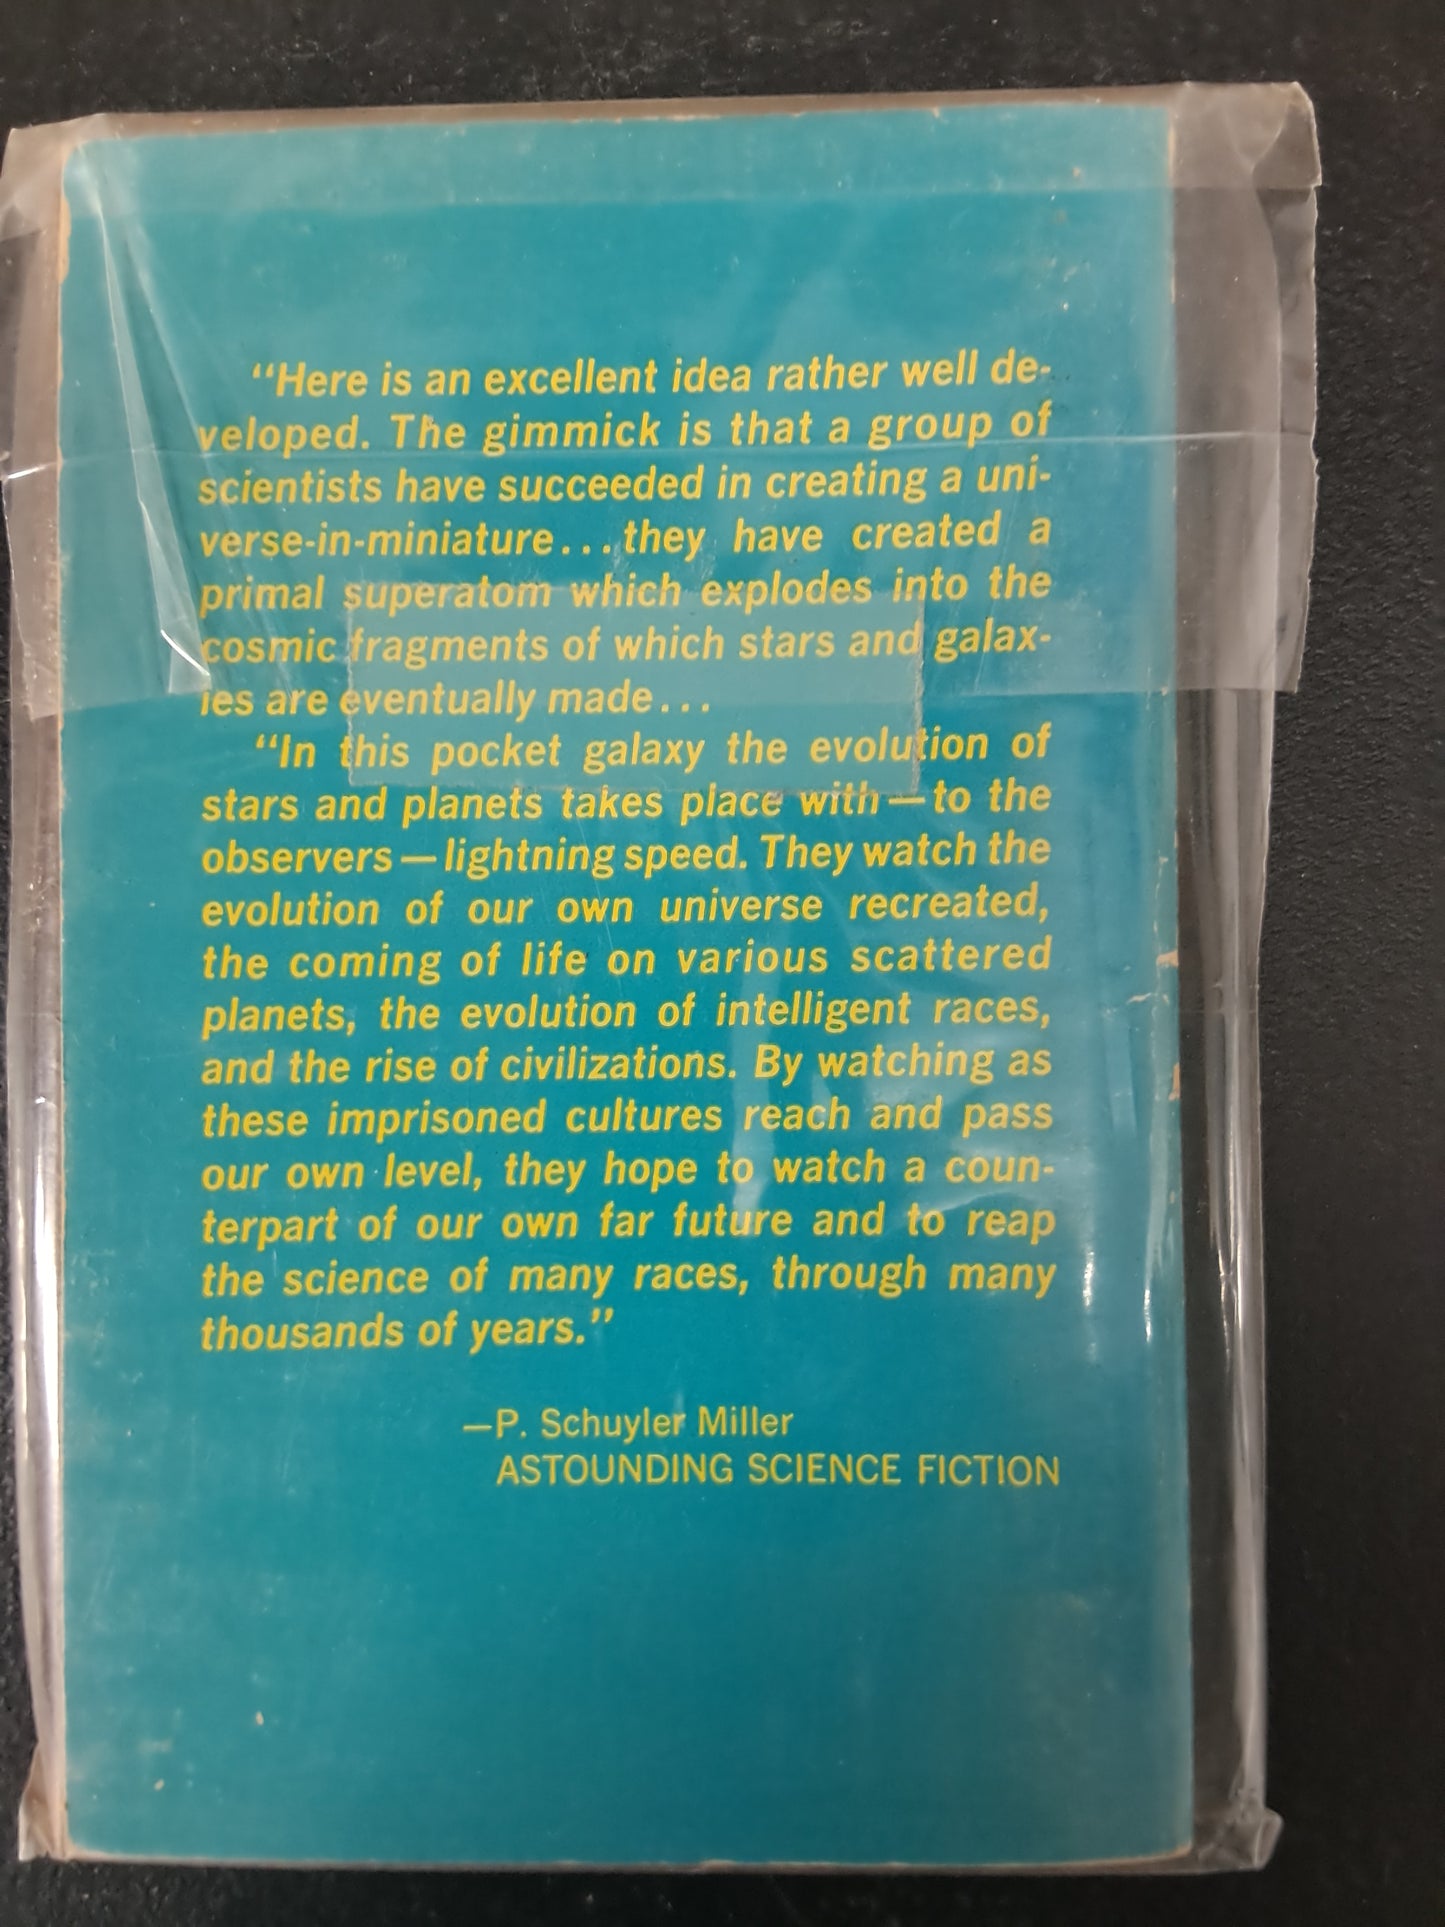 “Here is an excellent idea rather well de-
veloped. The gimmick is that a group of
scientists have succeeded in creating a uni-
verse-in-miniature...they have created a
primal superatom which explodes into the
cosmic fragments of which stars and galax-
ies are eventually made...
“In this pocket galaxy the evolution of
stars and planets takes place with—to the
observers—lightning speed. They watch the
evolution of our own universe recreated,
the coming of life on various scattered
planets, the evolution of intelligent races,
and the rise of civilizations. By watching as
these imprisoned cultures reach and pass
our own level, they hope to watch a coun-
terpart of our own far future and to reap
the science of many races, through many
thousands of years.”
—P. Schuyler Miller
ASTOUNDING SCIENCE FICTION